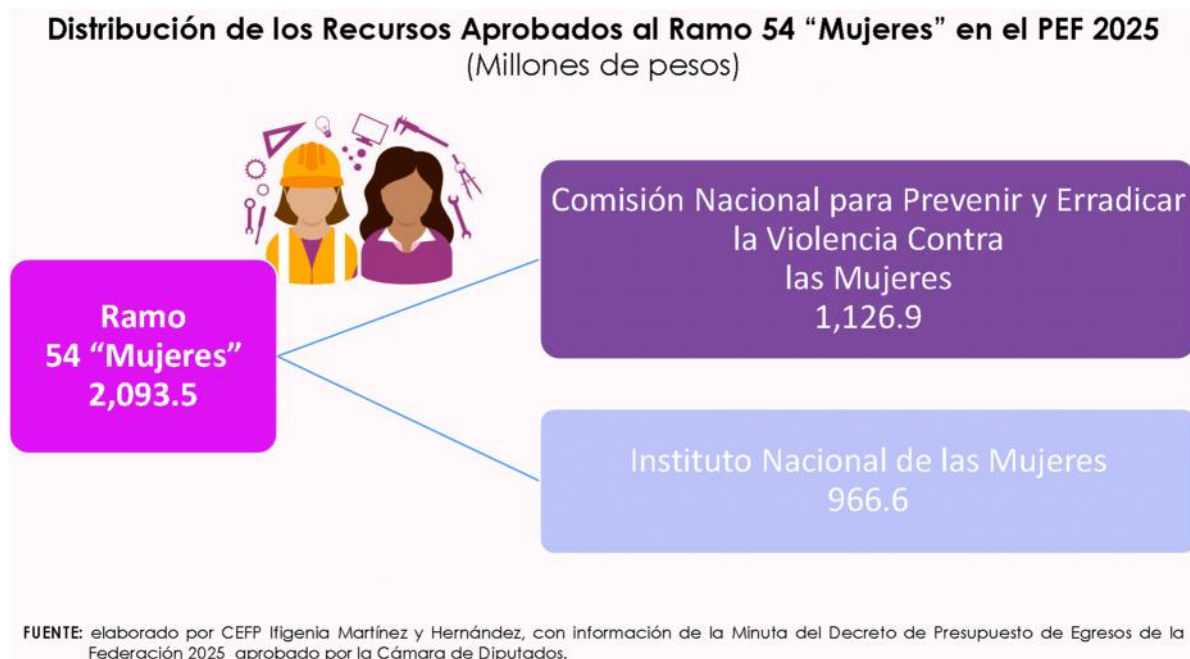 Distribución de los Recursos Aprobados al Ramo 54 “Mujeres” en el PEF 2025
(Millones de pesos)
Ramo
54 “Mujeres”
2,093.5
Comisión Nacional para Prevenir y Erradicar
la Violencia Contra
las Mujeres
1,126.9
Instituto Nacional de las Mujeres
966.6
FUENTE: elaborado por CEFP Ifigenia Martínez y Hernández, con información de la Minuta del Decreto de Presupuesto de Egresos de la
Federación 2025 aprobado por la Cámara de Diputados.